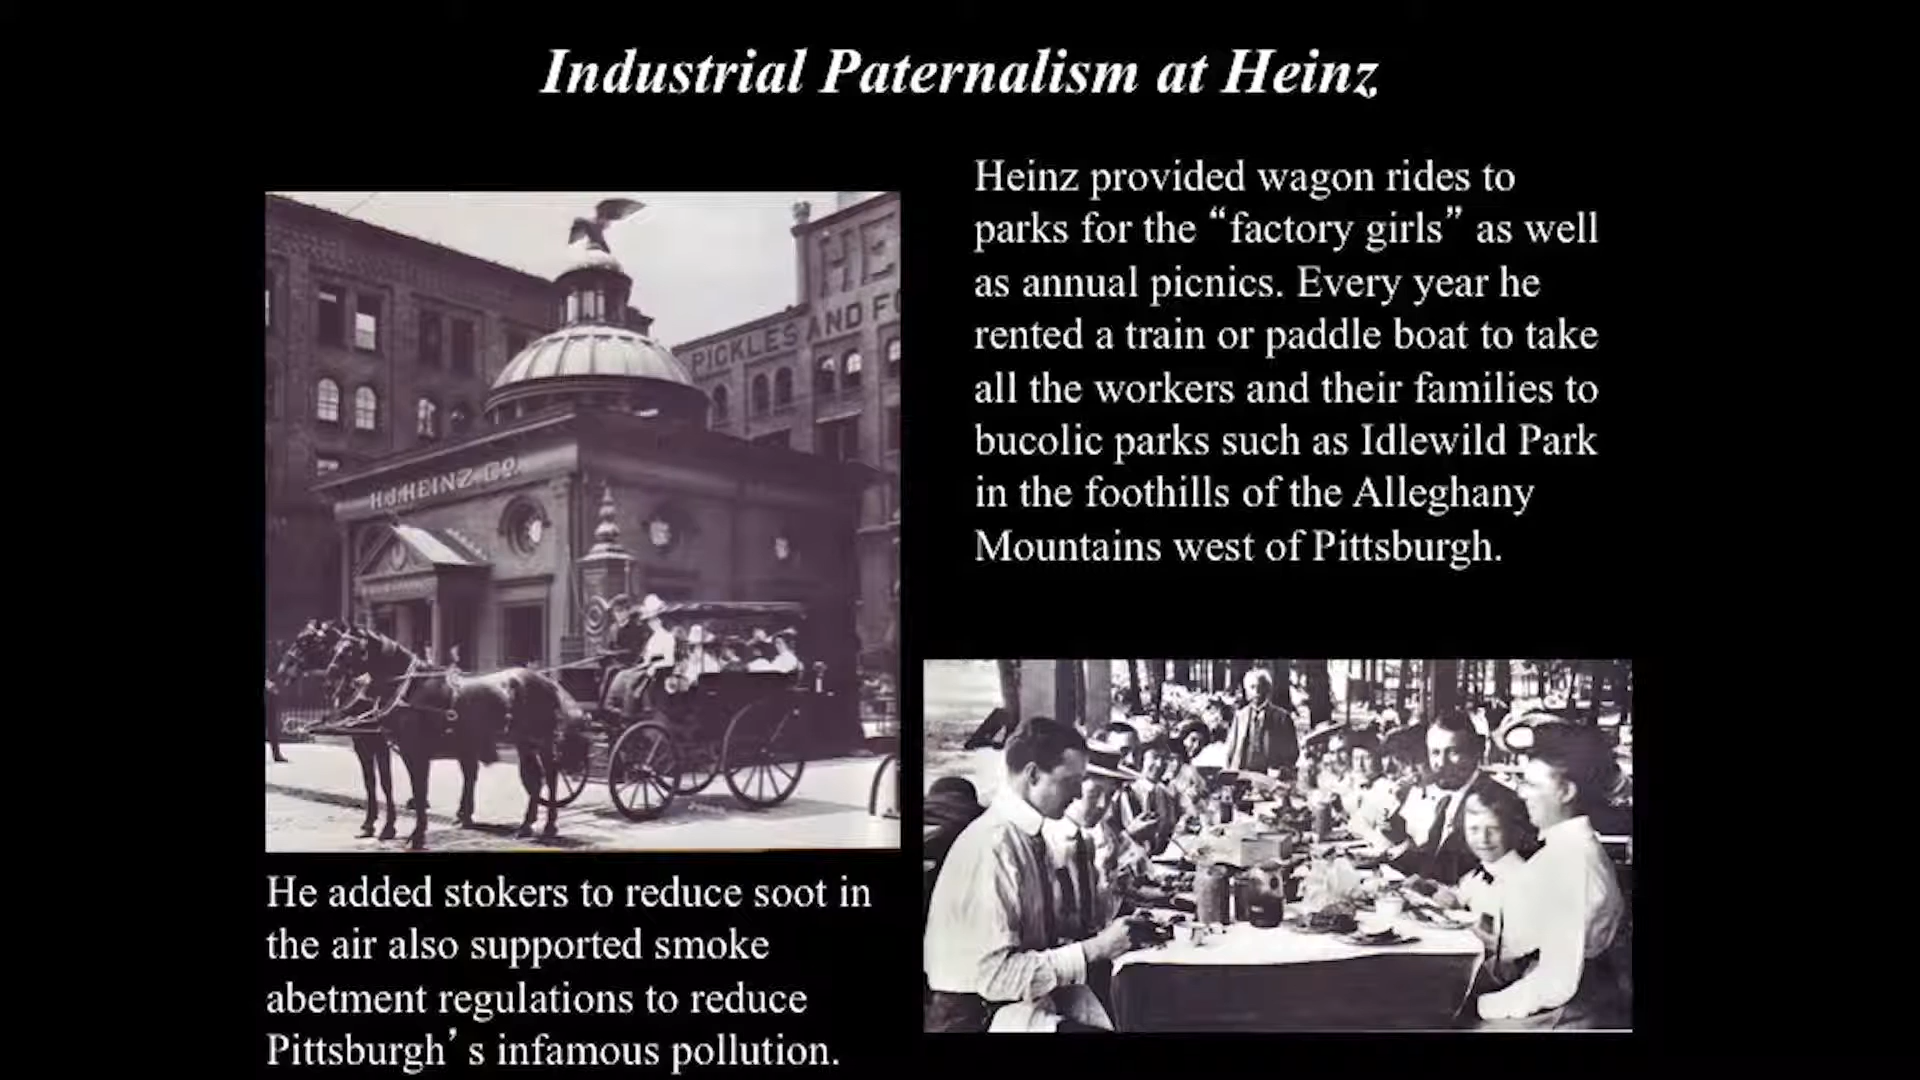 Industrial Paternalism at Heinz
Heinz provided wagon rides to
parks for the “factory girls” as well
as annual picnics. Every year he
rented a train or paddle boat to take
all the workers and their families to
bucolic parks such as Idlewild Park
in the foothills of the Alleghany
Mountains west of Pittsburgh.
PICKLES AND
H.J. HEINZ CO.
He added stokers to reduce soot in
the air also supported smoke
abetment regulations to reduce
Pittsburgh’s infamous pollution.